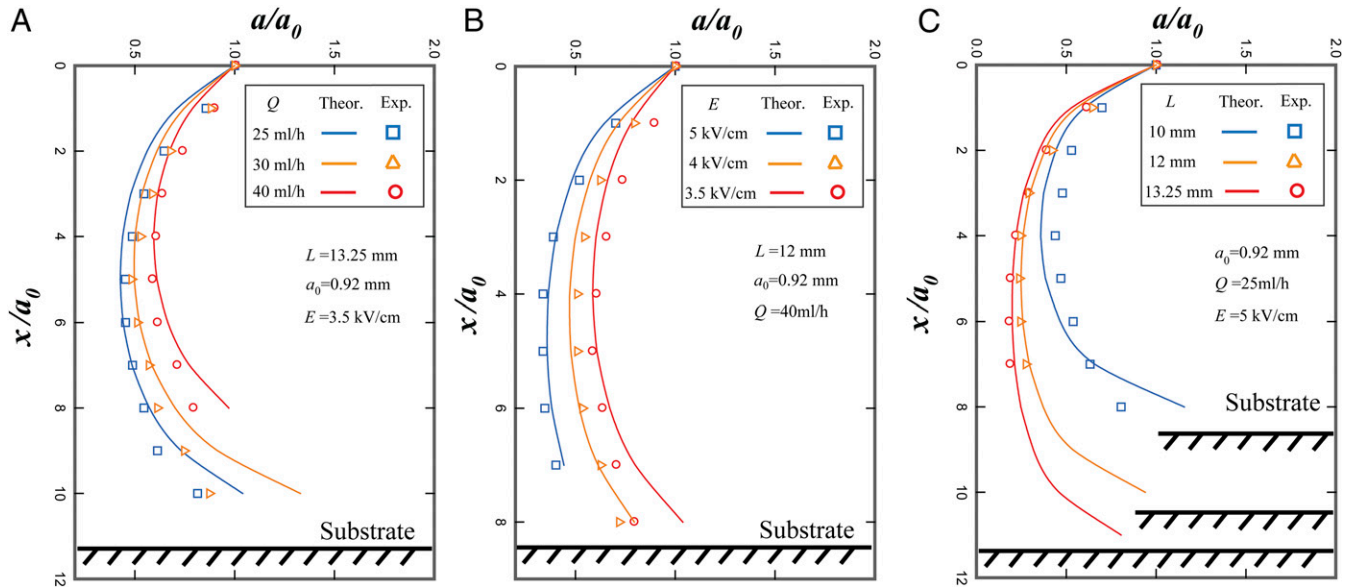 A
a/a0
0.5 1.0 1.5 2.0
0
2
4
6
8
10
12
x/a0
Q Theor. Exp.
25 ml/h
30 ml/h
40 ml/h
L =13.25 mm
a0=0.92 mm
E =3.5 kV/cm
Substrate
B
a/a0
0.5 1.0 1.5 2.0
0
2
4
6
8
x/a0
E Theor. Exp.
5 kV/cm
4 kV/cm
3.5 kV/cm
L =12 mm
a0=0.92 mm
Q =40ml/h
Substrate
C
a/a0
0.0 0.5 1.0 1.5 2.0
0
2
4
6
8
10
12
x/a0
L Theor. Exp.
10 mm
12 mm
13.25 mm
a0=0.92 mm
Q =25ml/h
E =5 kV/cm
Substrate